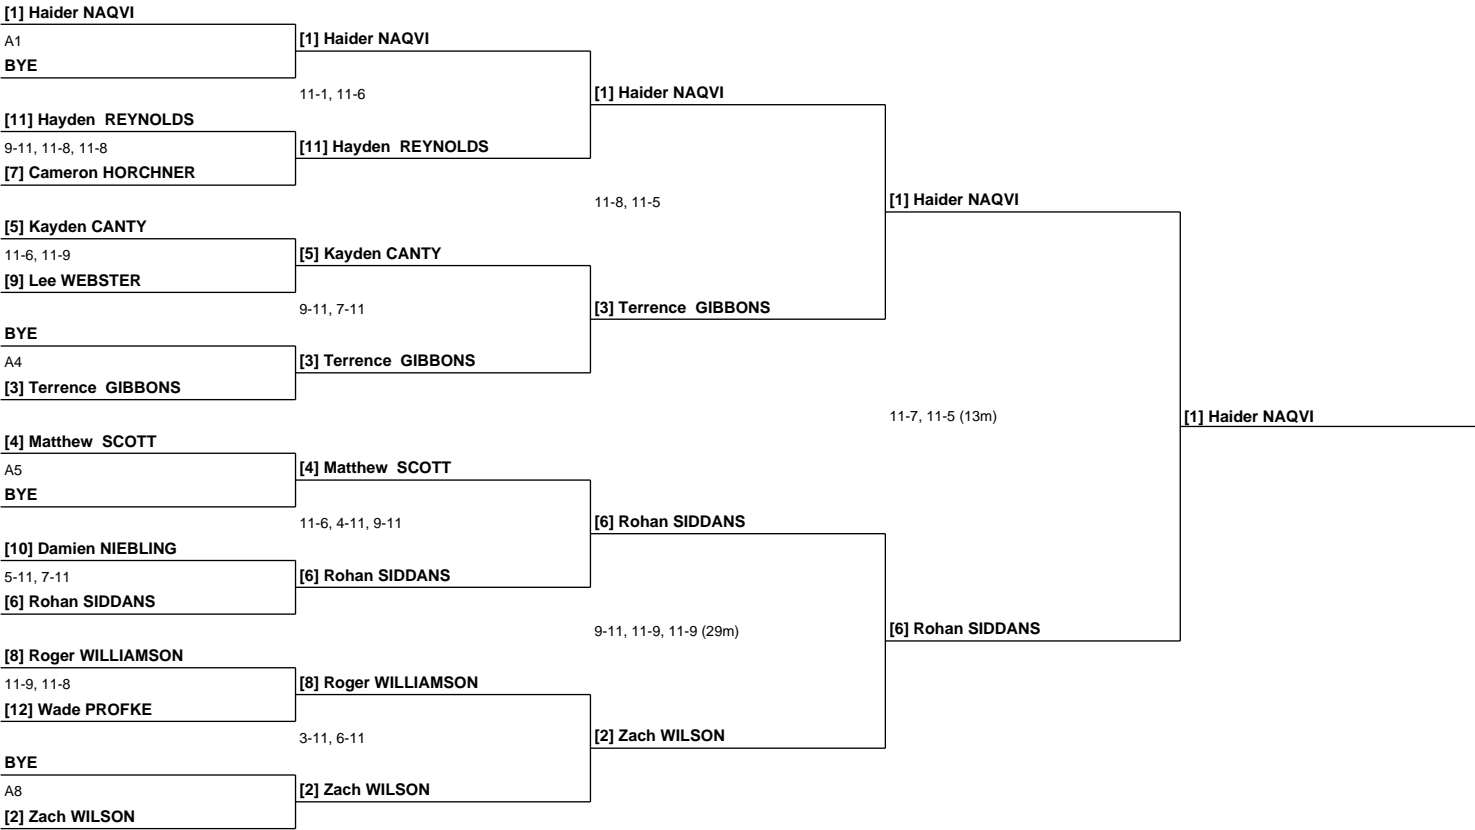 [1] Haider NAQVI
A1
BYE
[11] Hayden  REYNOLDS
9-11, 11-8, 11-8
[7] Cameron HORCHNER
[5] Kayden CANTY
11-6, 11-9
[9] Lee WEBSTER
BYE
A4
[3] Terrence  GIBBONS
[4] Matthew  SCOTT
A5
BYE
[10] Damien NIEBLING
5-11, 7-11
[6] Rohan SIDDANS
[8] Roger WILLIAMSON
11-9, 11-8
[12] Wade PROFKE
BYE
A8
[2] Zach WILSON
[1] Haider NAQVI
11-1, 11-6
[11] Hayden  REYNOLDS
[5] Kayden CANTY
9-11, 7-11
[3] Terrence  GIBBONS
[4] Matthew  SCOTT
11-6, 4-11, 9-11
[6] Rohan SIDDANS
[8] Roger WILLIAMSON
3-11, 6-11
[2] Zach WILSON
[1] Haider NAQVI
11-8, 11-5
[3] Terrence  GIBBONS
[6] Rohan SIDDANS
9-11, 11-9, 11-9 (29m)
[2] Zach WILSON
[1] Haider NAQVI
11-7, 11-5 (13m)
[6] Rohan SIDDANS
[1] Haider NAQVI